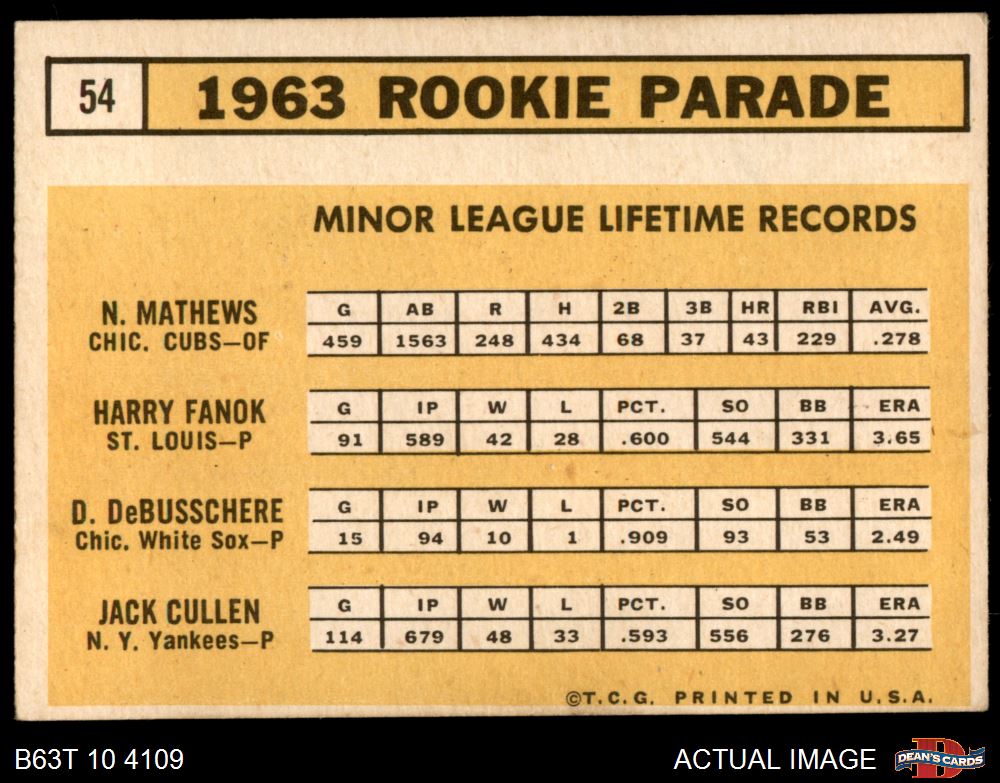 54 1963 ROOKIE PARADE
MINOR LEAGUE LIFETIME RECORDS
N. MATHEWS
CHIC. CUBS—OF
G AB R H 2B 3B HR RBI AVG.
459 1563 248 434 68 37 43 229 .278
HARRY FANOK
ST. LOUIS—P
G IP W L PCT. SO BB ERA
91 589 42 28 .600 544 331 3.65
D. DeBUSSCHERE
Chic. White Sox—P
G IP W L PCT. SO BB ERA
15 94 10 1 .909 93 53 2.49
JACK CULLEN
N. Y. Yankees—P
G IP W L PCT. SO BB ERA
114 679 48 33 .593 556 276 3.27
©T.C.G. PRINTED IN U.S.A.
B63T 10 4109 ACTUAL IMAGE D DEAN'S CARDS